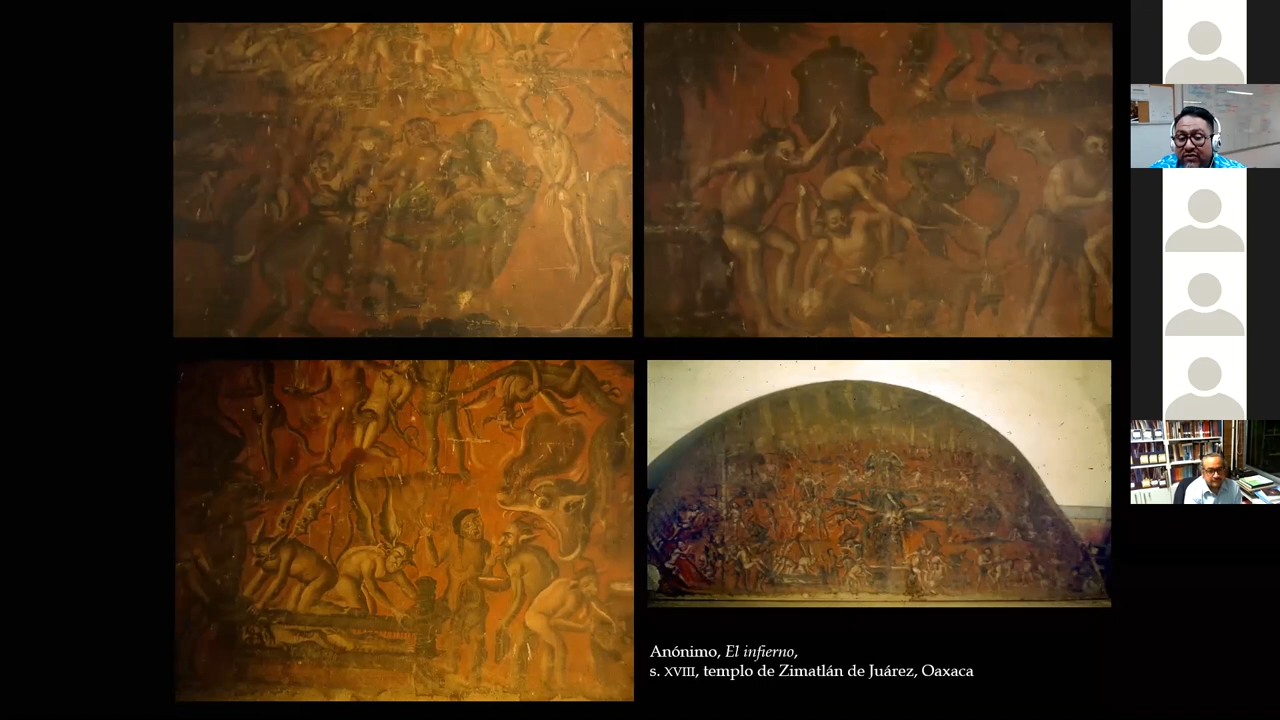 Anónimo, El infierno,
s. XVIII, templo de Zimatlán de Juárez, Oaxaca